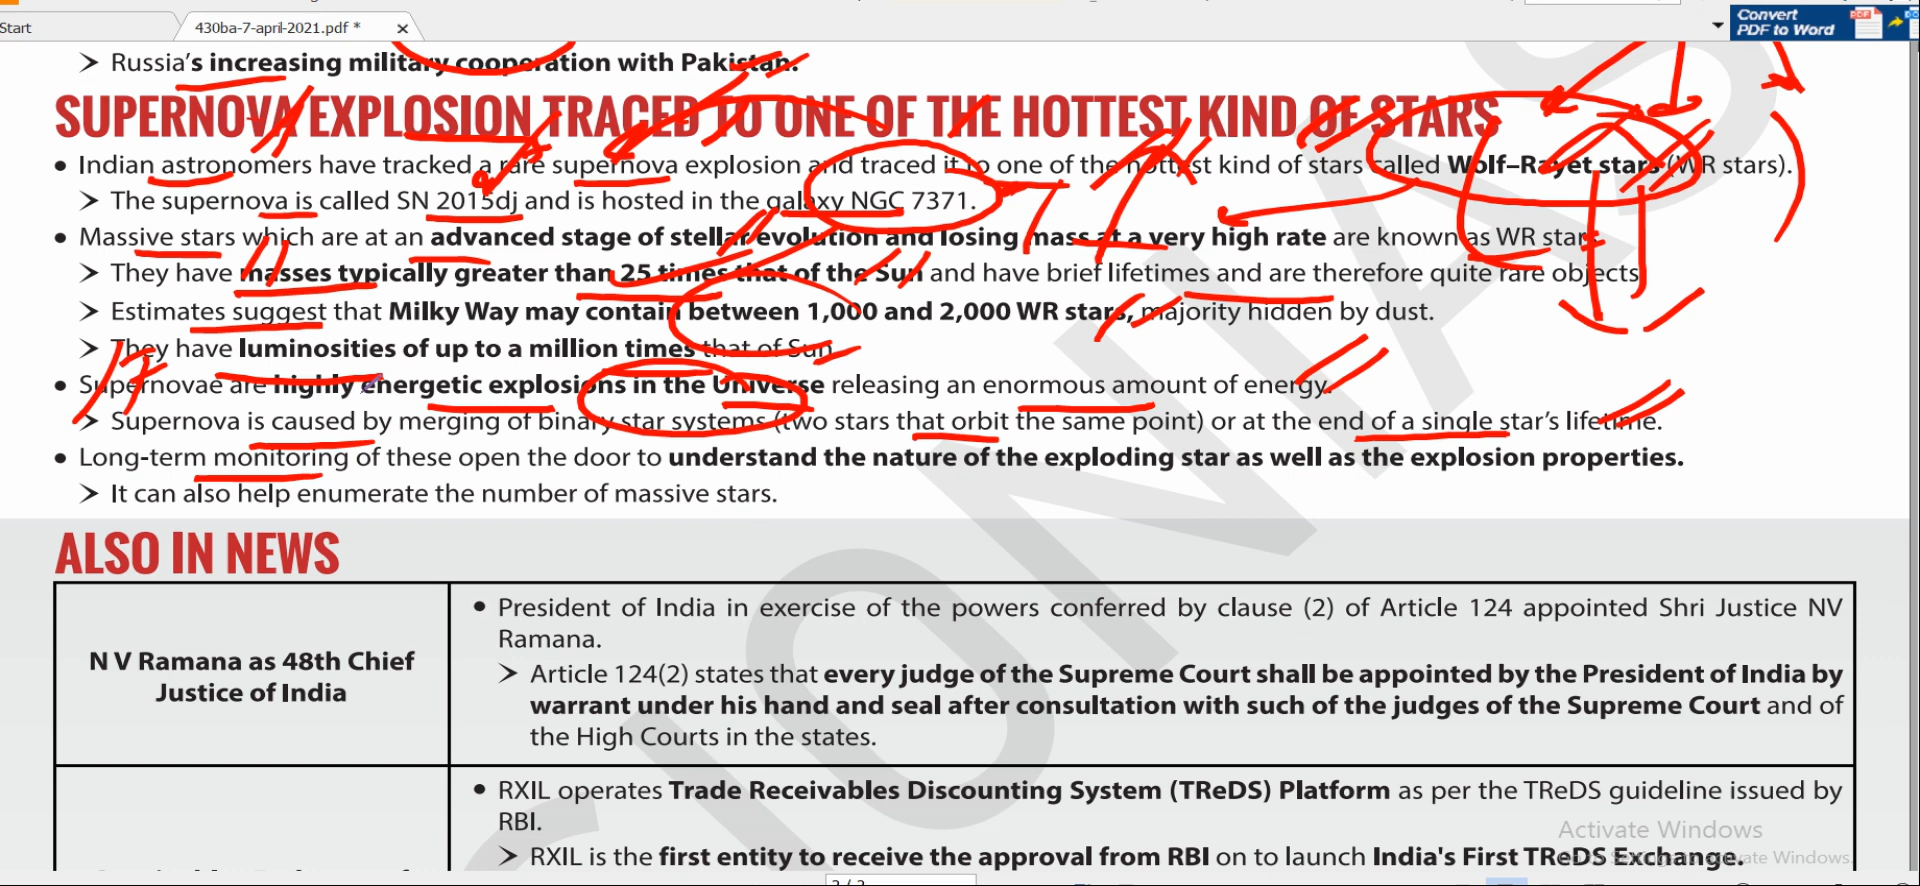 Start
430ba-7-april-2021.pdf *
Convert
PDF to Word
➤ Russia's increasing military cooperation with Pakistan.
SUPERNOVA EXPLOSION TRACED TO ONE OF THE HOTTEST KIND OF STARS
• Indian astronomers have tracked a rare supernova explosion and traced it to one of the hottest kind of stars called Wolf–Rayet stars (WR stars).
➤ The supernova is called SN 2015dj and is hosted in the galaxy NGC 7371.
• Massive stars which are at an advanced stage of stellar evolution and losing mass at a very high rate are known as WR stars.
➤ They have masses typically greater than 25 times that of the Sun and have brief lifetimes and are therefore quite rare objects
➤ Estimates suggest that Milky Way may contain between 1,000 and 2,000 WR stars, majority hidden by dust.
➤ They have luminosities of up to a million times that of Sun.
• Supernovae are highly energetic explosions in the Universe releasing an enormous amount of energy.
➤ Supernova is caused by merging of binary star systems (two stars that orbit the same point) or at the end of a single star's lifetime.
• Long-term monitoring of these open the door to understand the nature of the exploding star as well as the explosion properties.
➤ It can also help enumerate the number of massive stars.
ALSO IN NEWS
N V Ramana as 48th Chief
Justice of India
• President of India in exercise of the powers conferred by clause (2) of Article 124 appointed Shri Justice NV
Ramana.
➤ Article 124(2) states that every judge of the Supreme Court shall be appointed by the President of India by
warrant under his hand and seal after consultation with such of the judges of the Supreme Court and of
the High Courts in the states.
• RXIL operates Trade Receivables Discounting System (TReDS) Platform as per the TReDS guideline issued by
RBI.
Activate Windows
➤ RXIL is the first entity to receive the approval from RBI on to launch India's First TReDS Exchange.